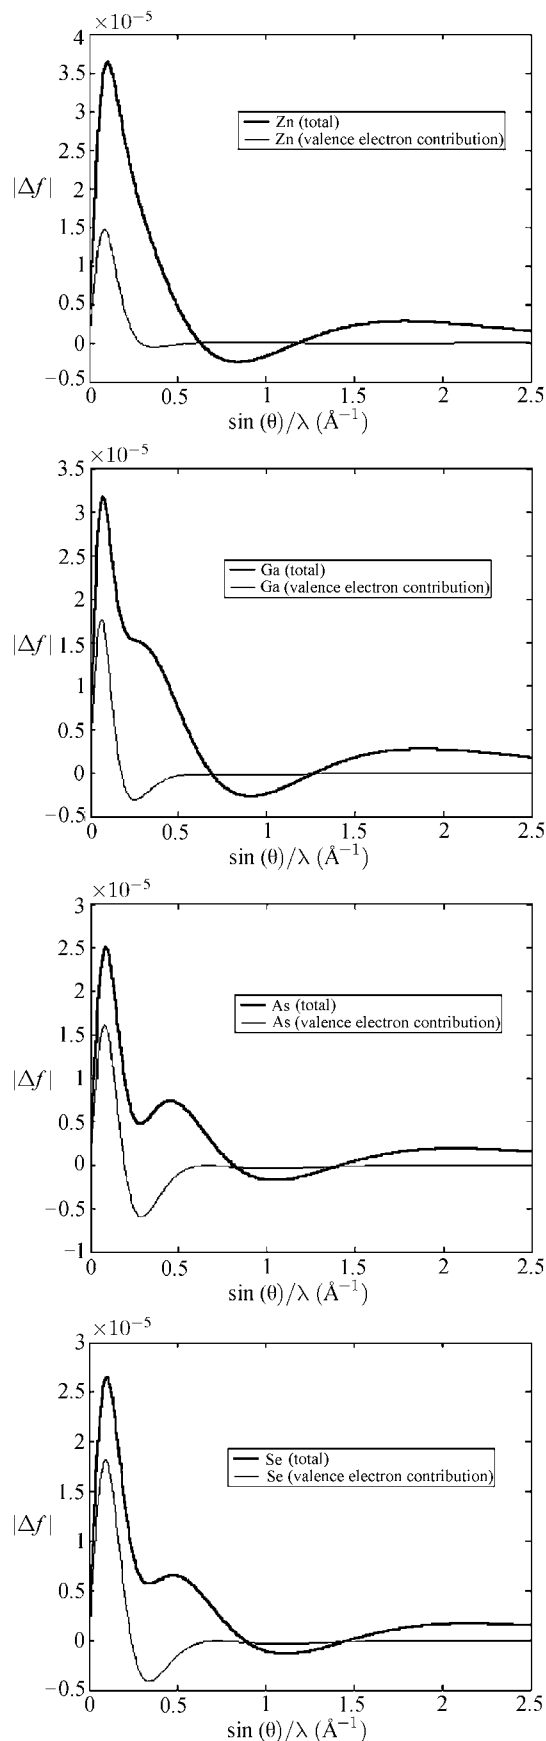 ×10⁻⁵
4
3.5
3
2.5
2
1.5
1
0.5
0
−0.5
|Δf|
Zn (total)
Zn (valence electron contribution)
0 0.5 1 1.5 2 2.5
sin (θ)/λ (Å⁻¹)
×10⁻⁵
3.5
3
2.5
2
1.5
1
0.5
0
−0.5
|Δf|
Ga (total)
Ga (valence electron contribution)
0 0.5 1 1.5 2 2.5
sin (θ)/λ (Å⁻¹)
×10⁻⁵
3
2.5
2
1.5
1
0.5
0
−0.5
−1
|Δf|
As (total)
As (valence electron contribution)
0 0.5 1 1.5 2 2.5
sin (θ)/λ (Å⁻¹)
×10⁻⁵
3
2.5
2
1.5
1
0.5
0
−0.5
|Δf|
Se (total)
Se (valence electron contribution)
0 0.5 1 1.5 2 2.5
sin (θ)/λ (Å⁻¹)